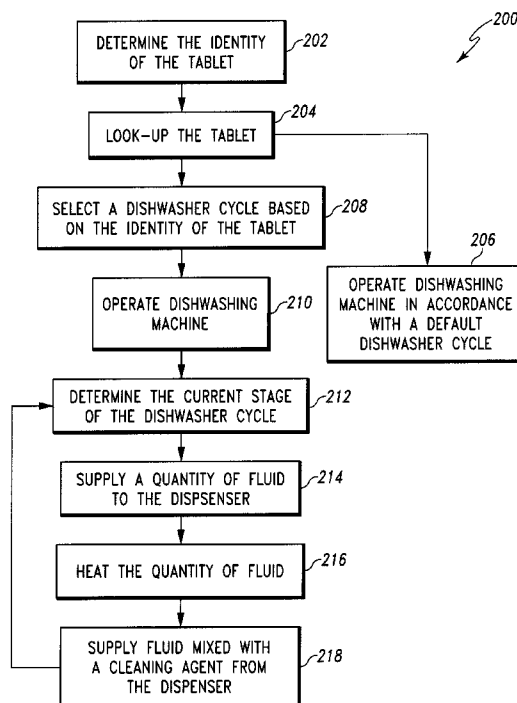 200
DETERMINE THE IDENTITY
OF THE TABLET
202
LOOK-UP THE TABLET
204
SELECT A DISHWASHER CYCLE BASED
ON THE IDENTITY OF THE TABLET
208
206
OPERATE DISHWASHING
MACHINE IN ACCORDANCE
WITH A DEFAULT
DISHWASHER CYCLE
OPERATE DISHWASHING
MACHINE
210
DETERMINE THE CURRENT STAGE
OF THE DISHWASHER CYCLE
212
SUPPLY A QUANTITY OF FLUID
TO THE DISPSENSER
214
HEAT THE QUANTITY OF FLUID
216
SUPPLY FLUID MIXED WITH
A CLEANING AGENT FROM
THE DISPENSER
218